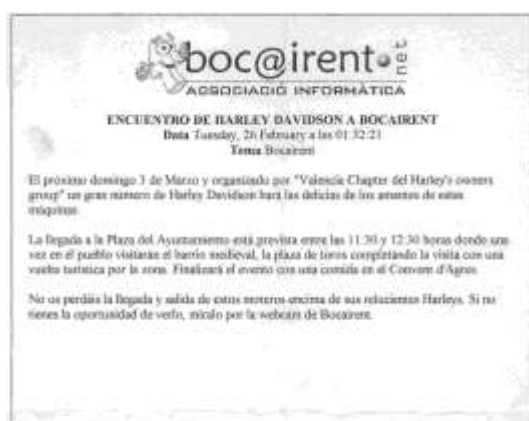 boc@irent.net
ASSOCIACIÓ INFORMÀTICA
ENCUENTRO DE HARLEY DAVIDSON A BOCAIRENT
Data Tuesday, 26 February a las 01:32:21
Tema Bocairent
El próximo domingo 3 de Marzo y organizado por "Valencia Chapter del Harley's owners
group" un gran número de Harley Davidson hará las delicias de los amantes de estas
máquinas.
La llegada a la Plaza del Ayuntamiento está prevista entre las 11:30 y 12:30 horas donde una
vez en el pueblo visitarán el barrio medieval, la plaza de toros completando la visita con una
vuelta turística por la zona. Finalizará el evento con una comida en el Convent d'Agnes.
No os perdáis la llegada y salida de estos moteros encima de sus relucientes Harleys. Si no
tienes la oportunidad de verlo, míralo por la webcam de Bocairent.